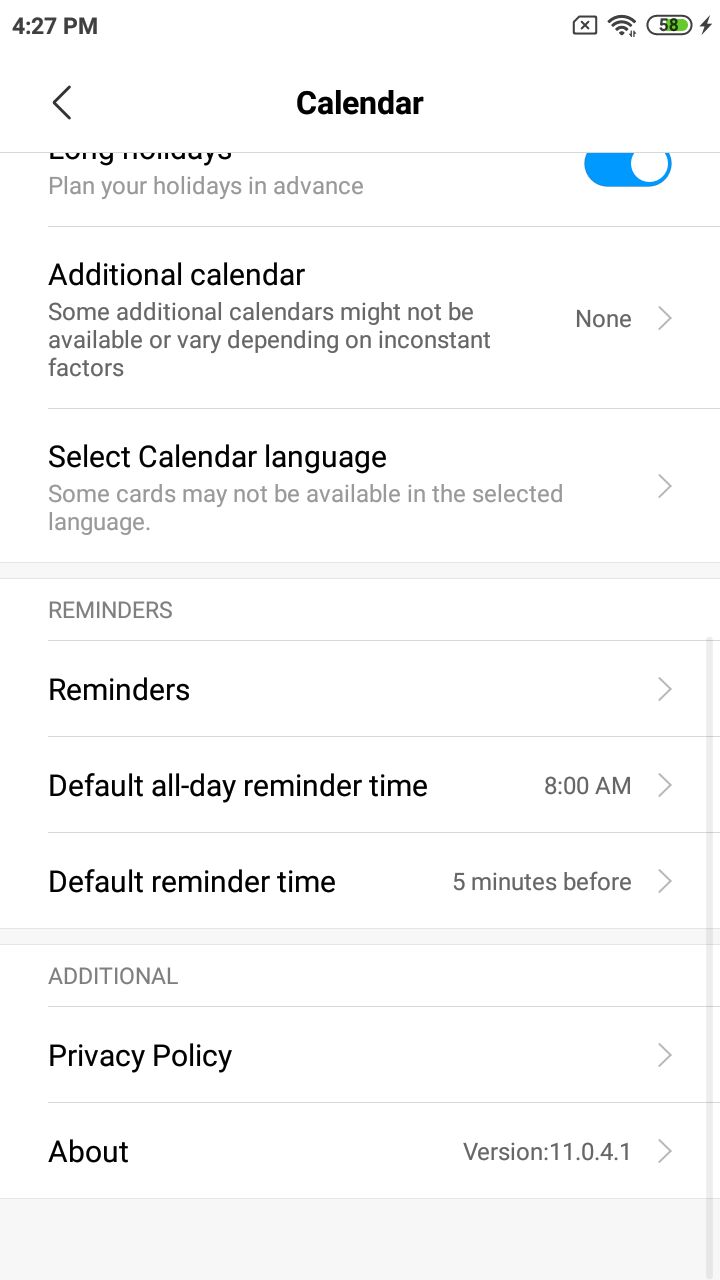 4:27 PM
58
Calendar
Long holidays
Plan your holidays in advance
Additional calendar
Some additional calendars might not be
available or vary depending on inconstant
factors
None
Select Calendar language
Some cards may not be available in the selected
language.
REMINDERS
Reminders
Default all-day reminder time
8:00 AM
Default reminder time
5 minutes before
ADDITIONAL
Privacy Policy
About
Version:11.0.4.1